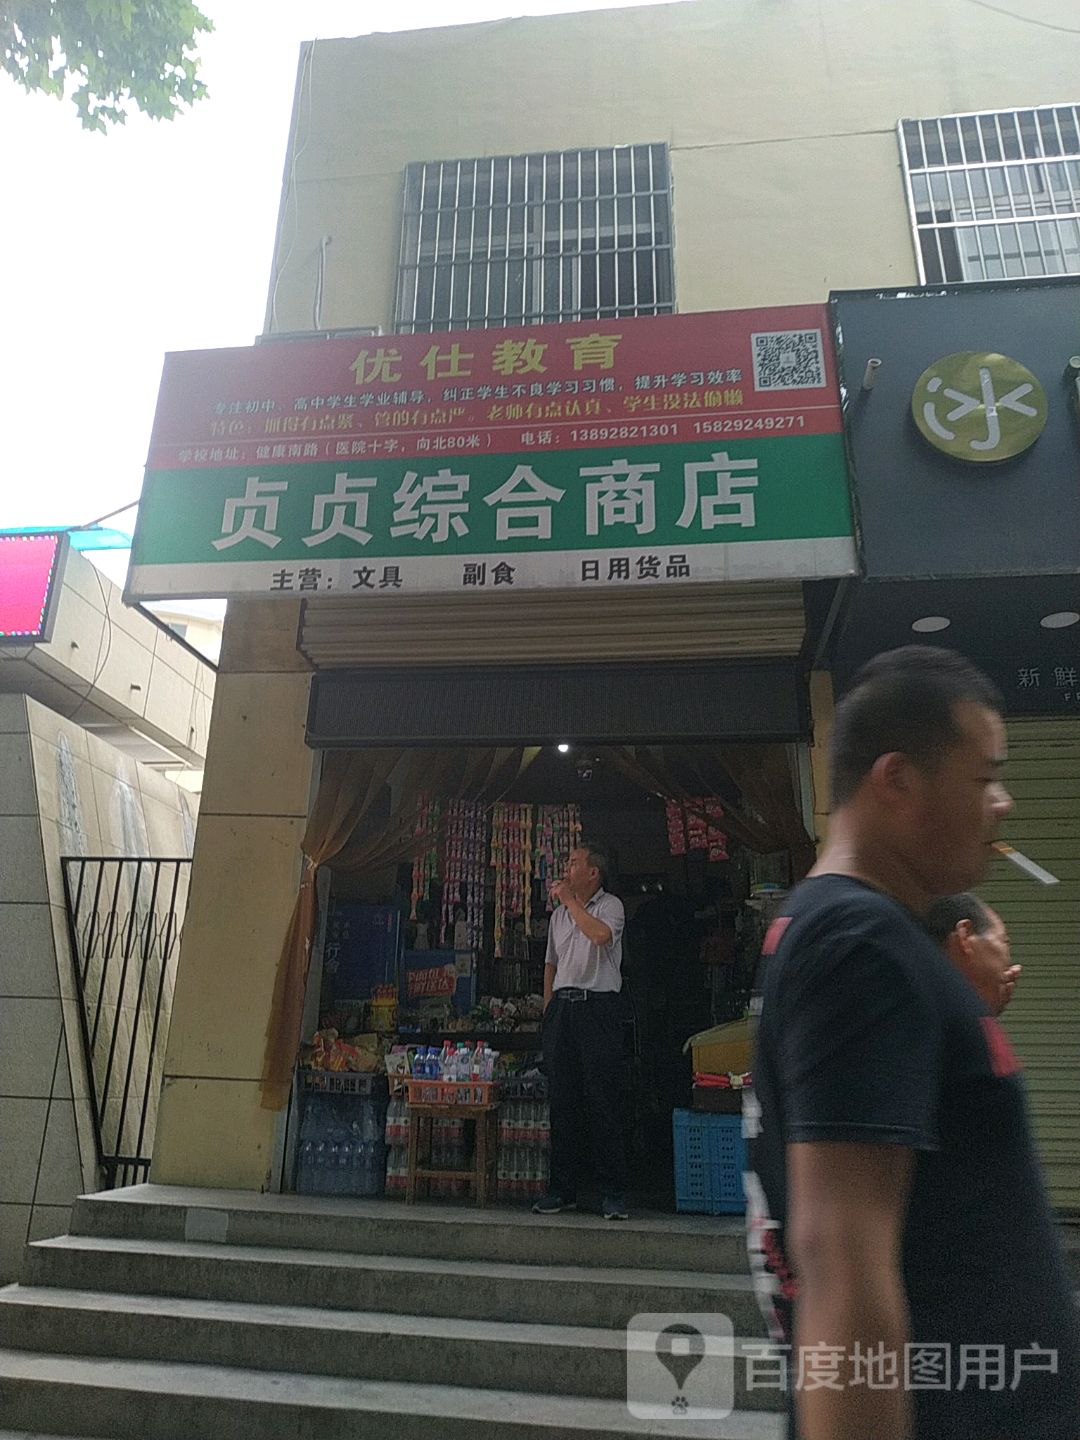 优仕教育
专注初中、高中学生学业辅导，纠正学生不良学习习惯，提升学习效率
特色：训得有点紧、管的有点严。老师有点认真、学生没法偷懒
学校地址：健康南路（医院十字，向北80米） 电话：13892821301 15829249271
贞贞综合商店
主营：文具 副食 日用货品
冰
新鮮
百度地图用户